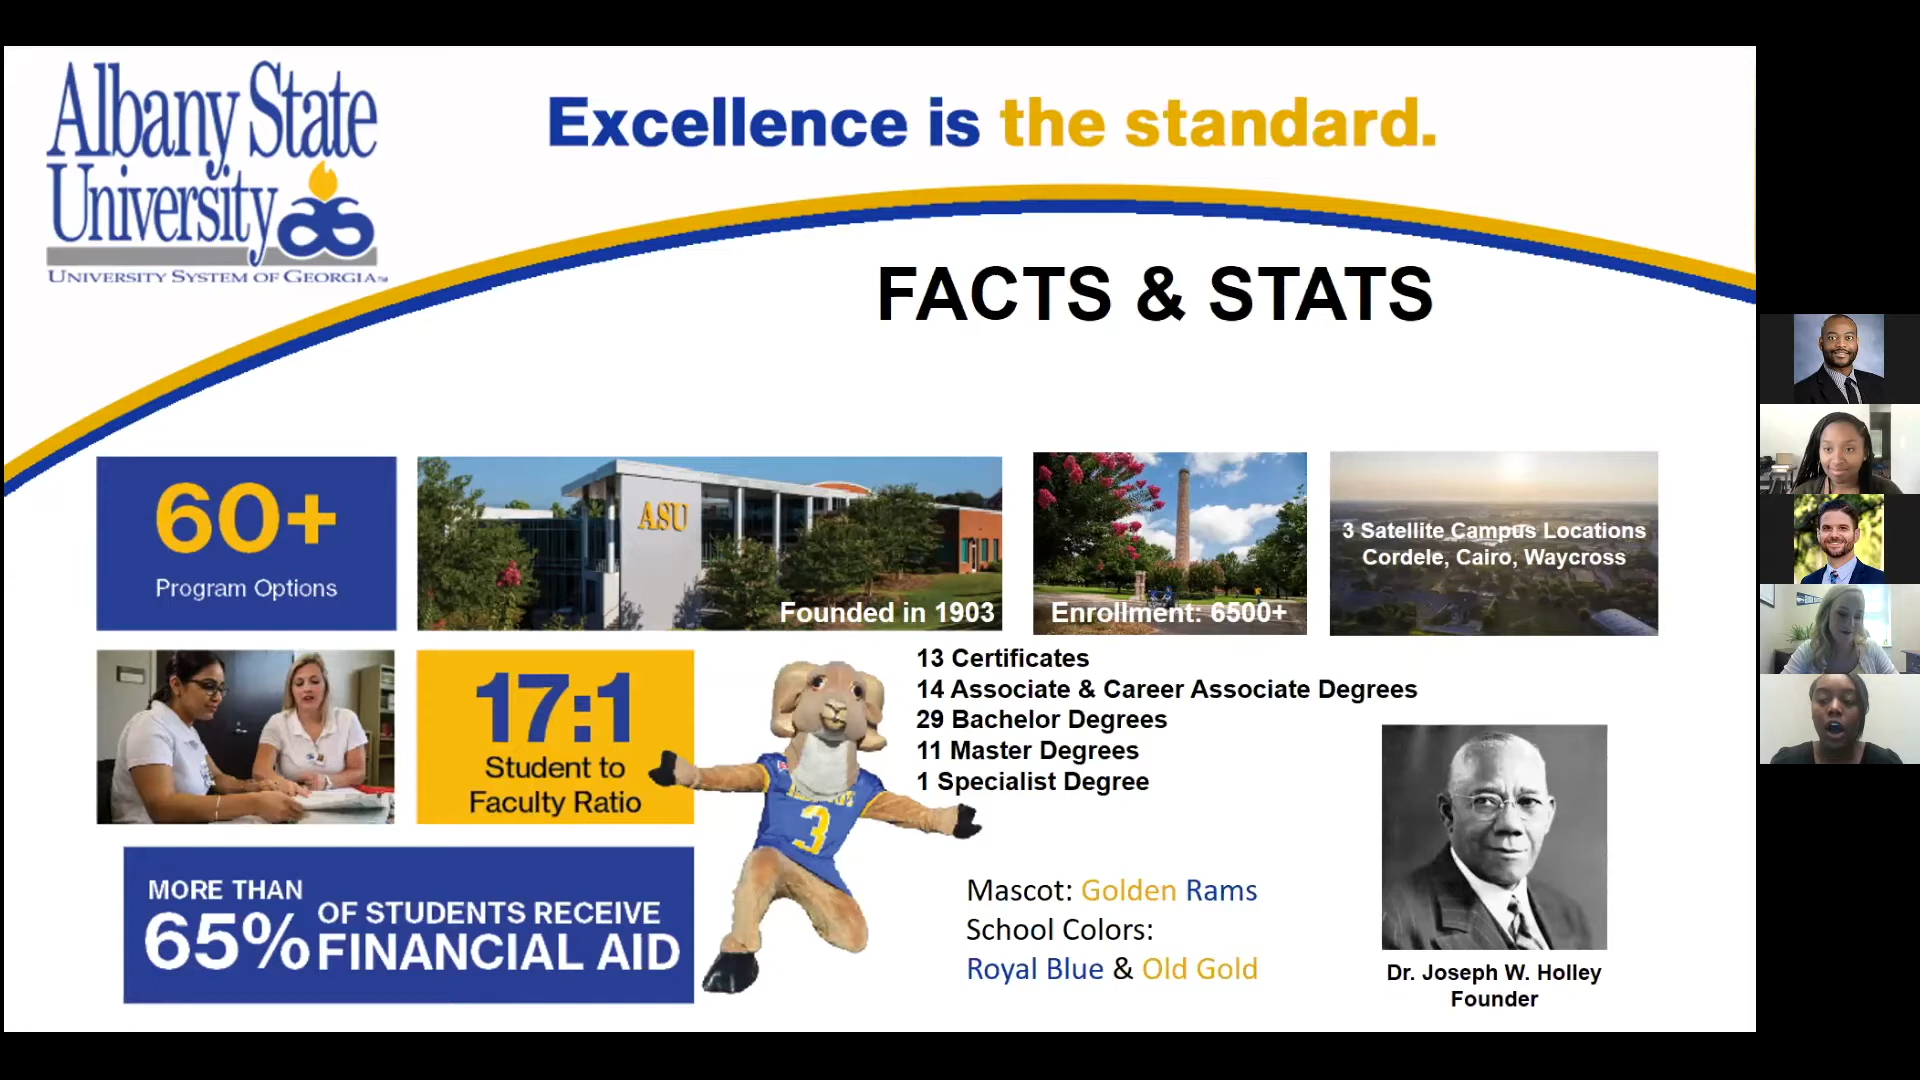 Albany State
University
UNIVERSITY SYSTEM OF GEORGIA™
Excellence is the standard.
FACTS & STATS
60+
Program Options
ASU
Founded in 1903
Enrollment: 6500+
3 Satellite Campus Locations
Cordele, Cairo, Waycross
17:1
Student to
Faculty Ratio
3
13 Certificates
14 Associate & Career Associate Degrees
29 Bachelor Degrees
11 Master Degrees
1 Specialist Degree
MORE THAN
65% OF STUDENTS RECEIVE
FINANCIAL AID
Mascot: Golden Rams
School Colors:
Royal Blue & Old Gold
Dr. Joseph W. Holley
Founder